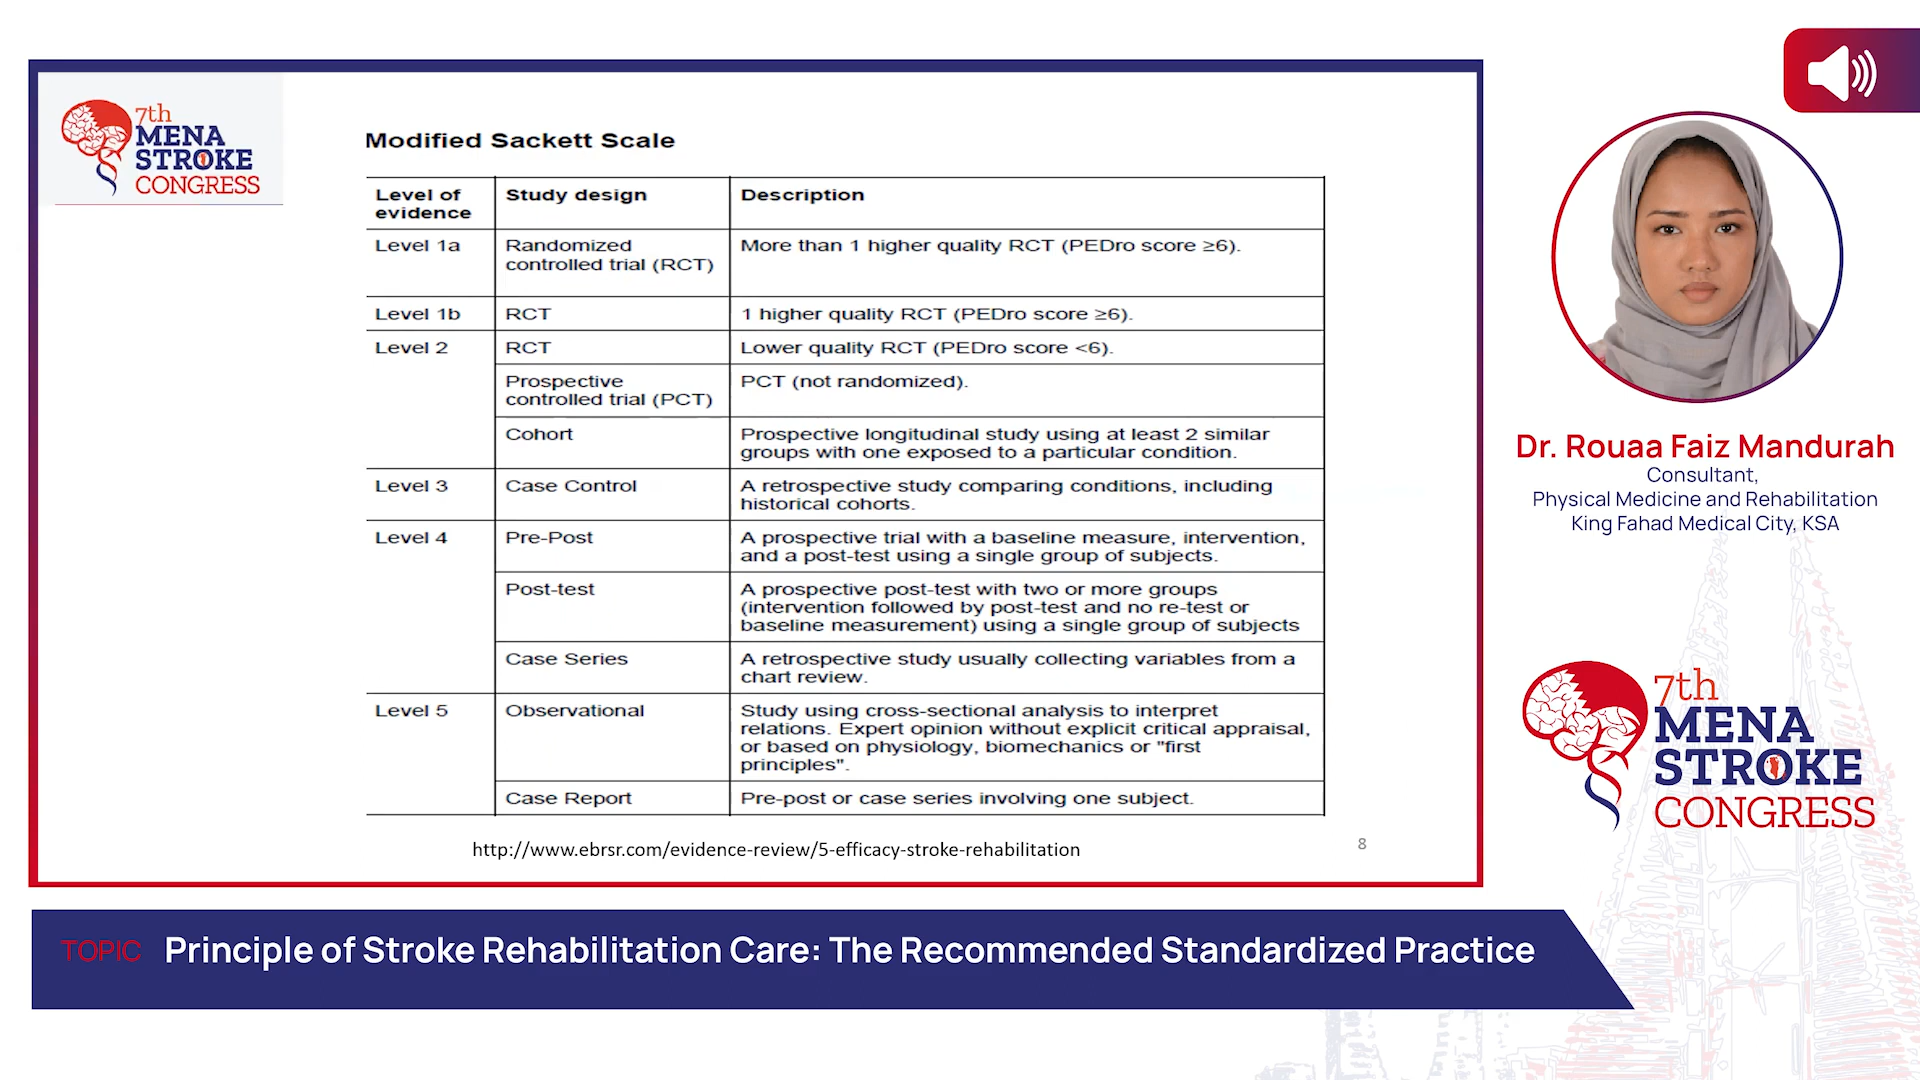 7th
MENA
STROKE
CONGRESS
Modified Sackett Scale
Level of evidence
Study design
Description
Level 1a
Randomized
controlled trial (RCT)
More than 1 higher quality RCT (PEDro score ≥6).
Level 1b
RCT
1 higher quality RCT (PEDro score ≥6).
Level 2
RCT
Lower quality RCT (PEDro score <6).
Prospective
controlled trial (PCT)
PCT (not randomized).
Cohort
Prospective longitudinal study using at least 2 similar
groups with one exposed to a particular condition.
Level 3
Case Control
A retrospective study comparing conditions, including
historical cohorts.
Level 4
Pre-Post
A prospective trial with a baseline measure, intervention,
and a post-test using a single group of subjects.
Post-test
A prospective post-test with two or more groups
(intervention followed by post-test and no re-test or
baseline measurement) using a single group of subjects
Case Series
A retrospective study usually collecting variables from a
chart review.
Level 5
Observational
Study using cross-sectional analysis to interpret
relations. Expert opinion without explicit critical appraisal,
or based on physiology, biomechanics or "first
principles".
Case Report
Pre-post or case series involving one subject.
http://www.ebrsr.com/evidence-review/5-efficacy-stroke-rehabilitation
8
Dr. Rouaa Faiz Mandurah
Consultant,
Physical Medicine and Rehabilitation
King Fahad Medical City, KSA
7th
MENA
STROKE
CONGRESS
TOPIC Principle of Stroke Rehabilitation Care: The Recommended Standardized Practice